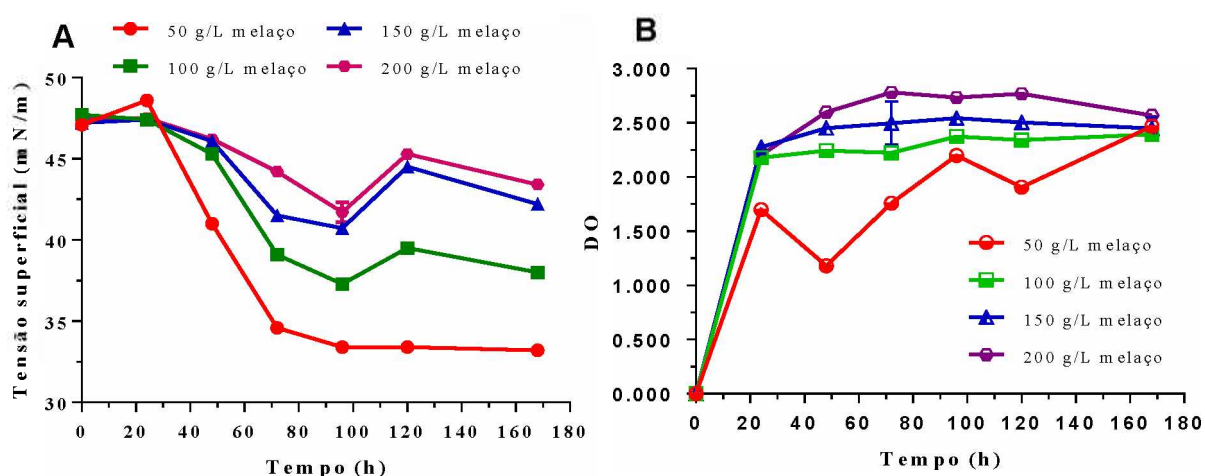 A
50 g/L melaço
150 g/L melaço
100 g/L melaço
200 g/L melaço
Tensão superficial (mN/m)
50
45
40
35
30
0 20 40 60 80 100 120 140 160 180
Tempo (h)
B
DO
3.000
2.500
2.000
1.500
1.000
0.500
0.000
50 g/L melaço
100 g/L melaço
150 g/L melaço
200 g/L melaço
0 20 40 60 80 100 120 140 160 180
Tempo (h)